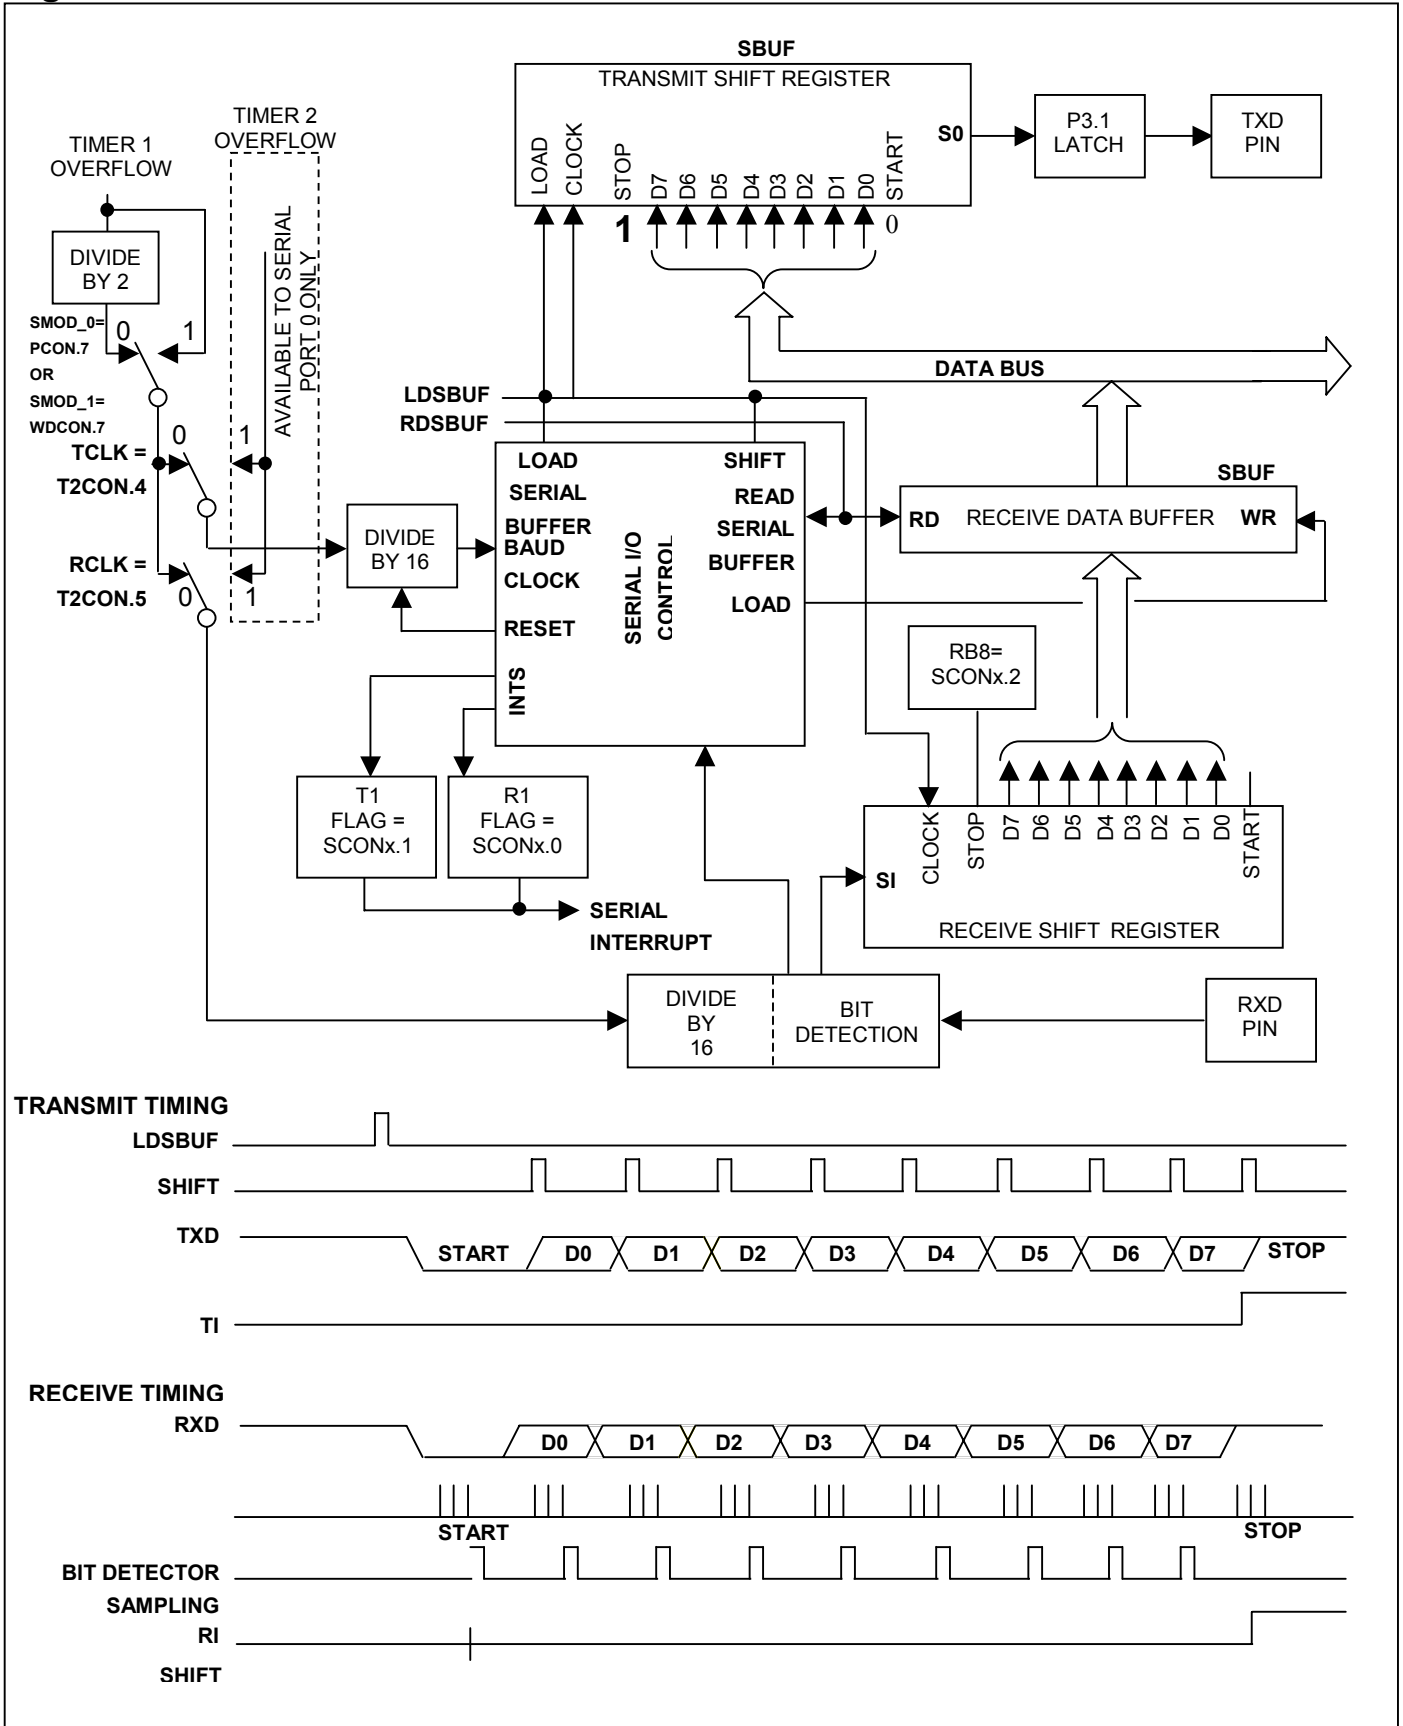 SBUF
TRANSMIT SHIFT REGISTER
LOAD
CLOCK
STOP
D7
D6
D5
D4
D3
D2
D1
D0
START
S0
1
0
P3.1
LATCH
TXD
PIN
TIMER 1
OVERFLOW
TIMER 2
OVERFLOW
AVAILABLE TO SERIAL
PORT 0 ONLY
DIVIDE
BY 2
SMOD_0=
PCON.7
OR
SMOD_1=
WDCON.7
0
1
TCLK =
T2CON.4
0
1
RCLK =
T2CON.5
0
1
DATA BUS
LDSBUF
RDSBUF
DIVIDE
BY 16
LOAD
SERIAL
BUFFER
BAUD
CLOCK
RESET
INTS
SERIAL I/O
CONTROL
SHIFT
READ
SERIAL
BUFFER
LOAD
SBUF
RD
RECEIVE DATA BUFFER
WR
RB8=
SCONx.2
T1
FLAG =
SCONx.1
R1
FLAG =
SCONx.0
SERIAL
INTERRUPT
SI
CLOCK
STOP
D7
D6
D5
D4
D3
D2
D1
D0
START
RECEIVE SHIFT REGISTER
DIVIDE
BY
16
BIT
DETECTION
RXD
PIN
TRANSMIT TIMING
LDSBUF
SHIFT
TXD
START
D0
D1
D2
D3
D4
D5
D6
D7
STOP
TI
RECEIVE TIMING
RXD
D0
D1
D2
D3
D4
D5
D6
D7
START
STOP
BIT DETECTOR
SAMPLING
RI
SHIFT